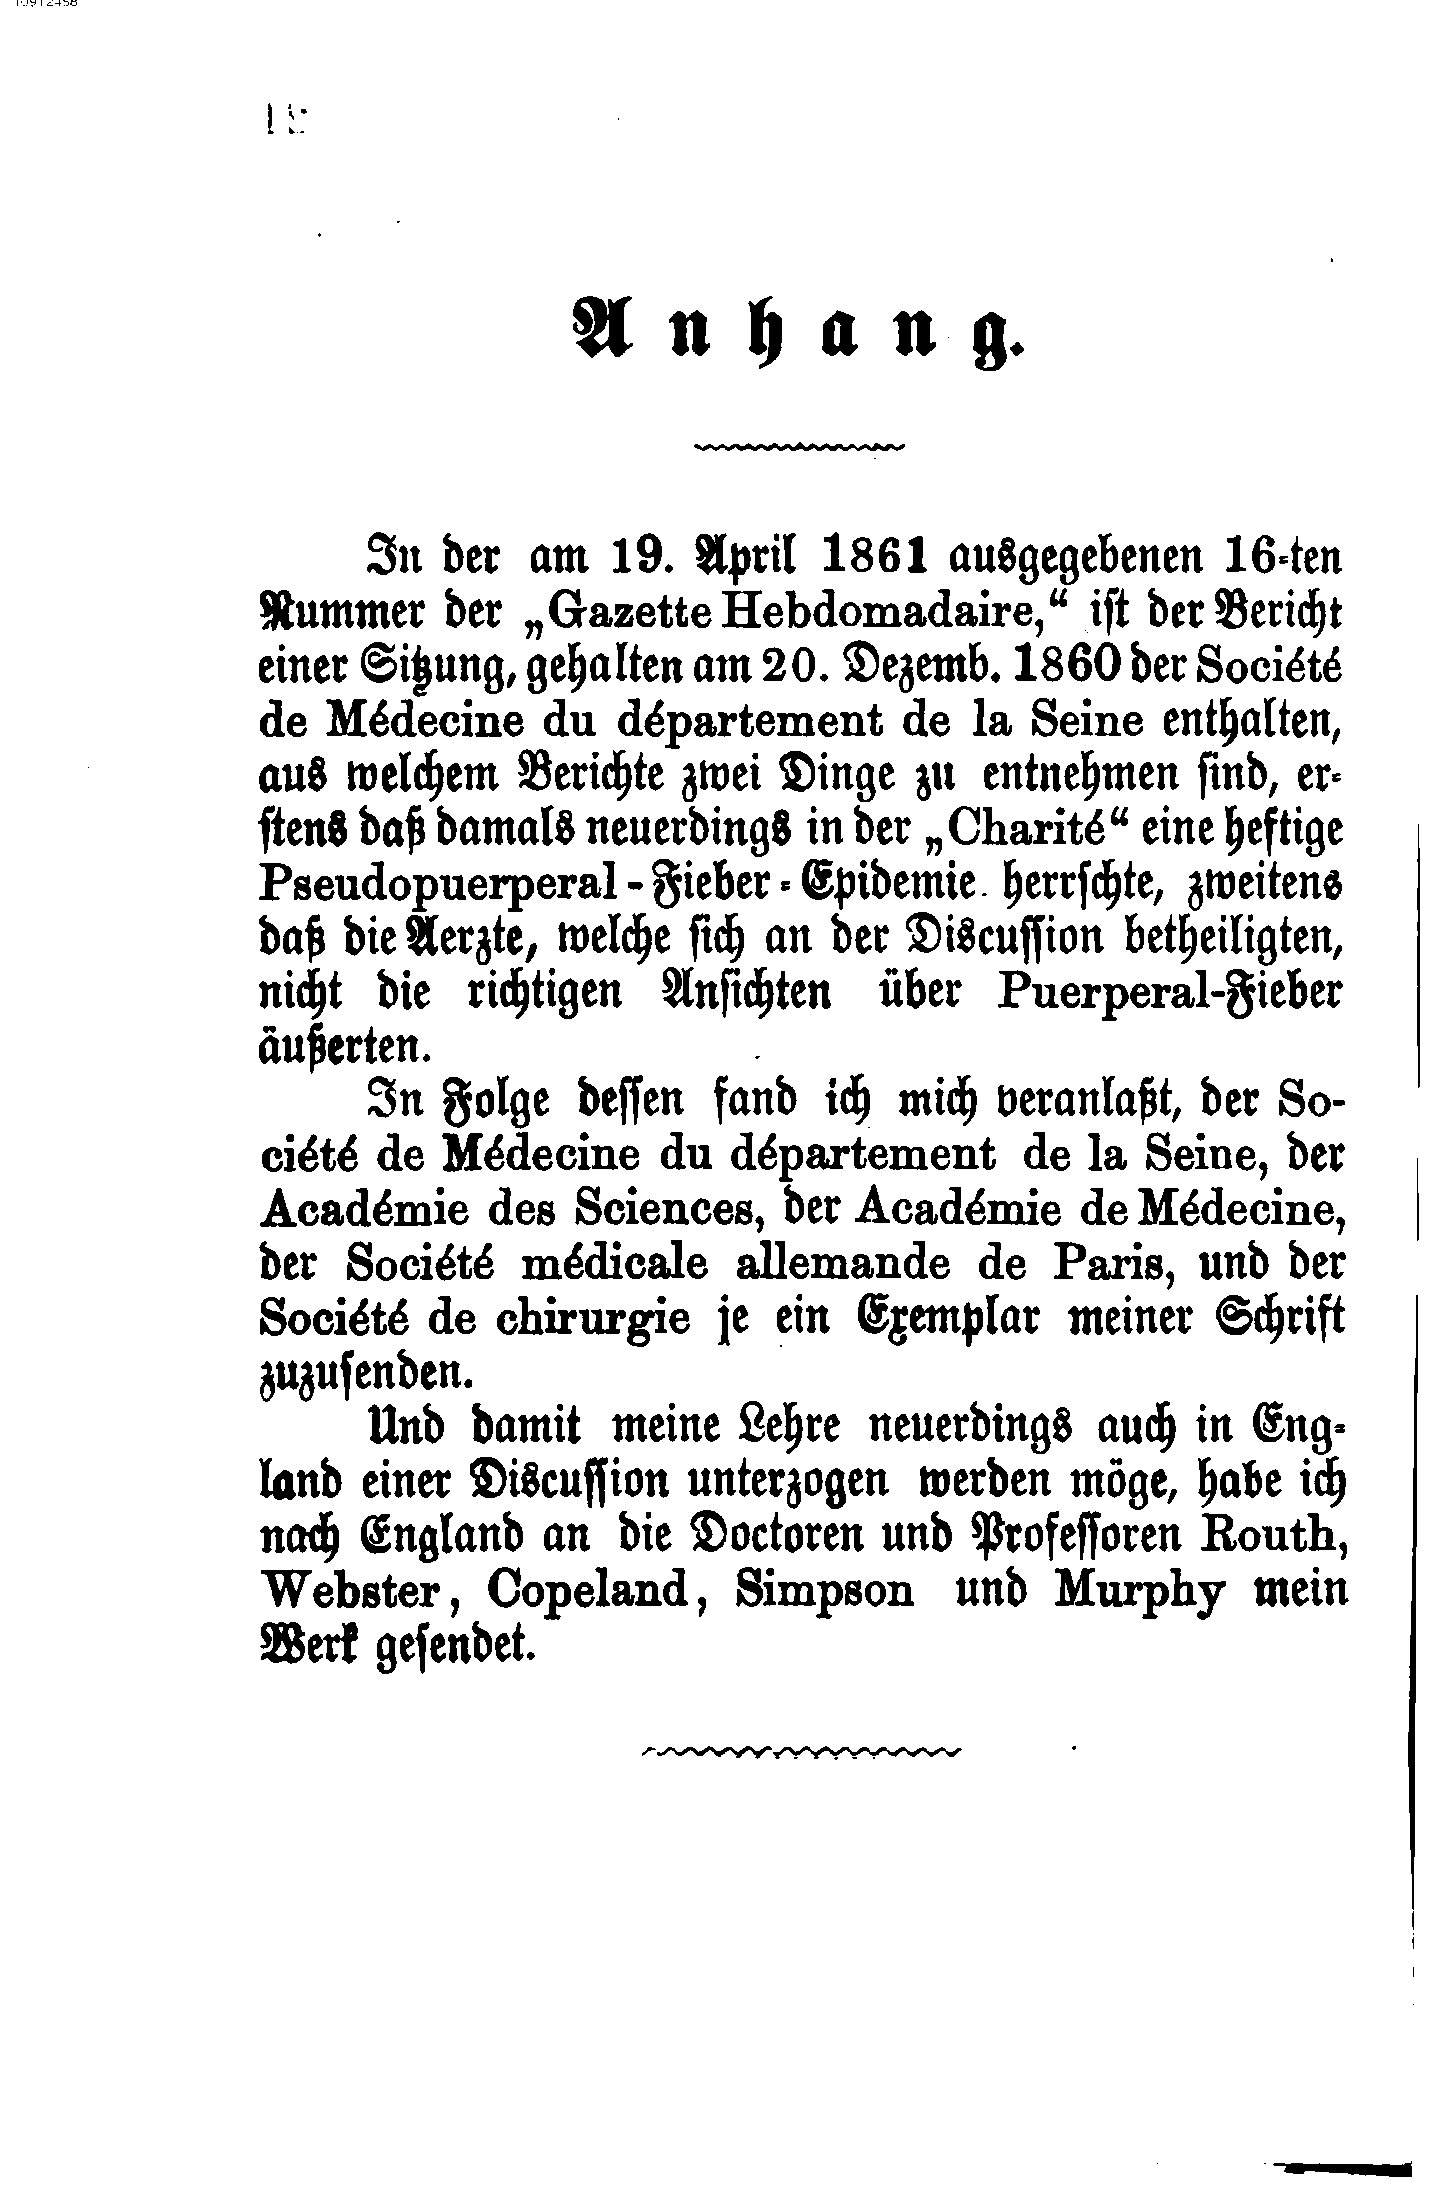 Anhang.
In der am 19. April 1861 ausgegebenen 16-ten
Nummer der „Gazette Hebdomadaire,“ ist der Bericht
einer Sitzung, gehalten am 20. Dezemb. 1860 der Société
de Médecine du département de la Seine enthalten,
aus welchem Berichte zwei Dinge zu entnehmen sind, er-
stens daß damals neuerdings in der „Charité“ eine heftige
Pseudopuerperal-Fieber-Epidemie herrschte, zweitens
daß die Aerzte, welche sich an der Discussion betheiligten,
nicht die richtigen Ansichten über Puerperal-Fieber
äußerten.
In Folge dessen fand ich mich veranlaßt, der So-
ciété de Médecine du département de la Seine, der
Académie des Sciences, der Académie de Médecine,
der Société médicale allemande de Paris, und der
Société de chirurgie je ein Exemplar meiner Schrift
zuzusenden.
Und damit meine Lehre neuerdings auch in Eng-
land einer Discussion unterzogen werden möge, habe ich
nach England an die Doctoren und Professoren Routh,
Webster, Copeland, Simpson und Murphy mein
Werk gesendet.